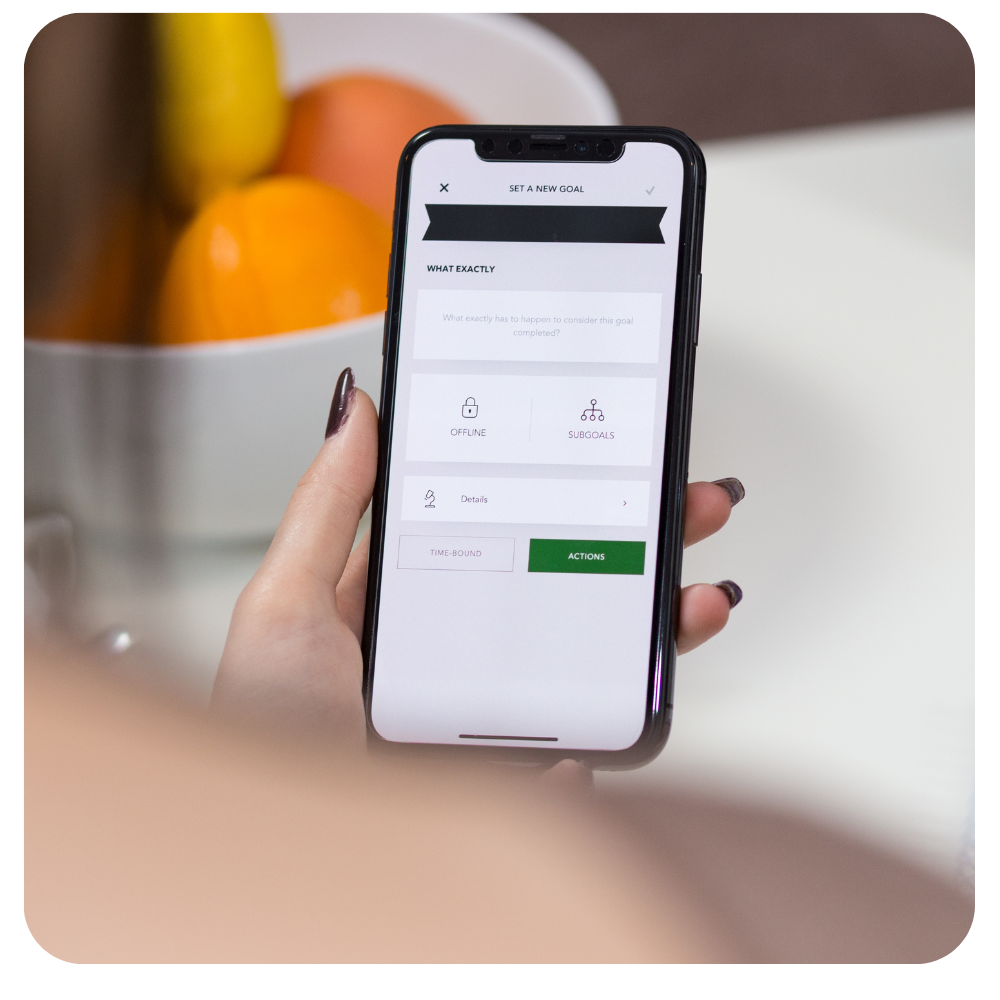 SET A NEW GOAL
WHAT EXACTLY
What exactly has to happen to consider this goal
completed?
OFFLINE
SUBGOALS
Details
TIME-BOUND
ACTIONS